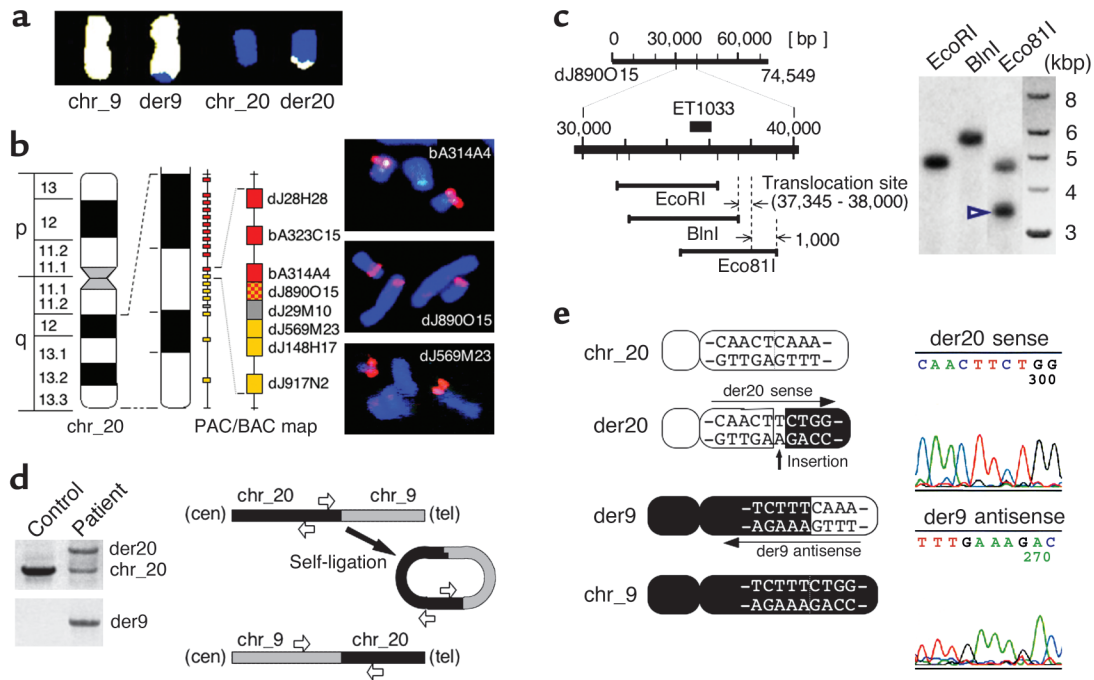 a
chr_9 der9 chr_20 der20
b
p
q
13
12
11.2
11.1
11.1
11.2
12
13.1
13.2
13.3
chr_20
PAC/BAC map
dJ28H28
bA323C15
bA314A4
dJ890O15
dJ29M10
dJ569M23
dJ148H17
dJ917N2
bA314A4
dJ890O15
dJ569M23
c
30,000 60,000 [ bp ]
dJ890O15 74,549
ET1033
30,000 40,000
EcoRI
BlnI
Eco81I
Translocation site
(37,345 - 38,000)
1,000
EcoRI BlnI Eco81I (kbp)
8
6
5
4
3
d
Control Patient
der20
chr_20
der9
chr_20 chr_9
(cen) (tel)
Self-ligation
chr_9 chr_20
(cen) (tel)
e
chr_20
-CAACTCAAA-
-GTTGAGTTT-
der20 sense
der20
-CAACTTCTGG-
-GTTGAAGACC-
Insertion
der9
-TCTTTCAAA-
-AGAAAGTTT-
der9 antisense
chr_9
-TCTTTCTGG-
-AGAAAGACC-
der20 sense
CAACTTCTGG
300
der9 antisense
TTTGAAAGAC
270